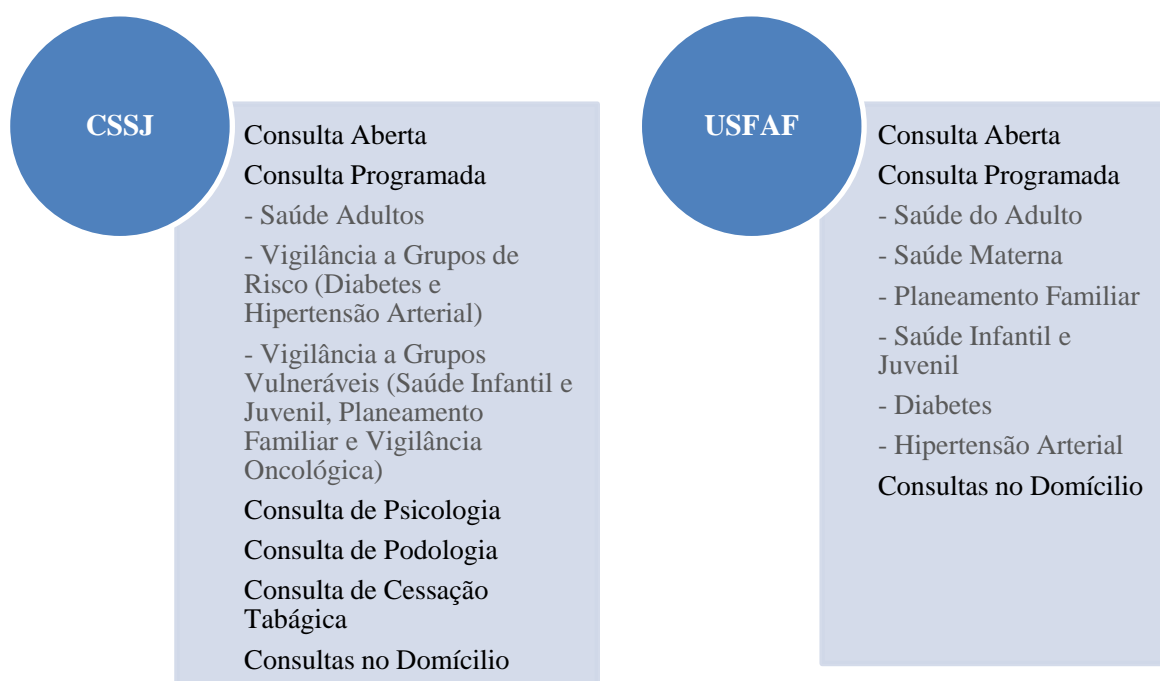 CSSJ
Consulta Aberta
Consulta Programada
- Saúde Adultos
- Vigilância a Grupos de
Risco (Diabetes e
Hipertensão Arterial)
- Vigilância a Grupos
Vulneráveis (Saúde Infantil e
Juvenil, Planeamento
Familiar e Vigilância
Oncológica)
Consulta de Psicologia
Consulta de Podologia
Consulta de Cessação
Tabágica
Consultas no Domícilio
USFAF
Consulta Aberta
Consulta Programada
- Saúde do Adulto
- Saúde Materna
- Planeamento Familiar
- Saúde Infantil e
Juvenil
- Diabetes
- Hipertensão Arterial
Consultas no Domícilio